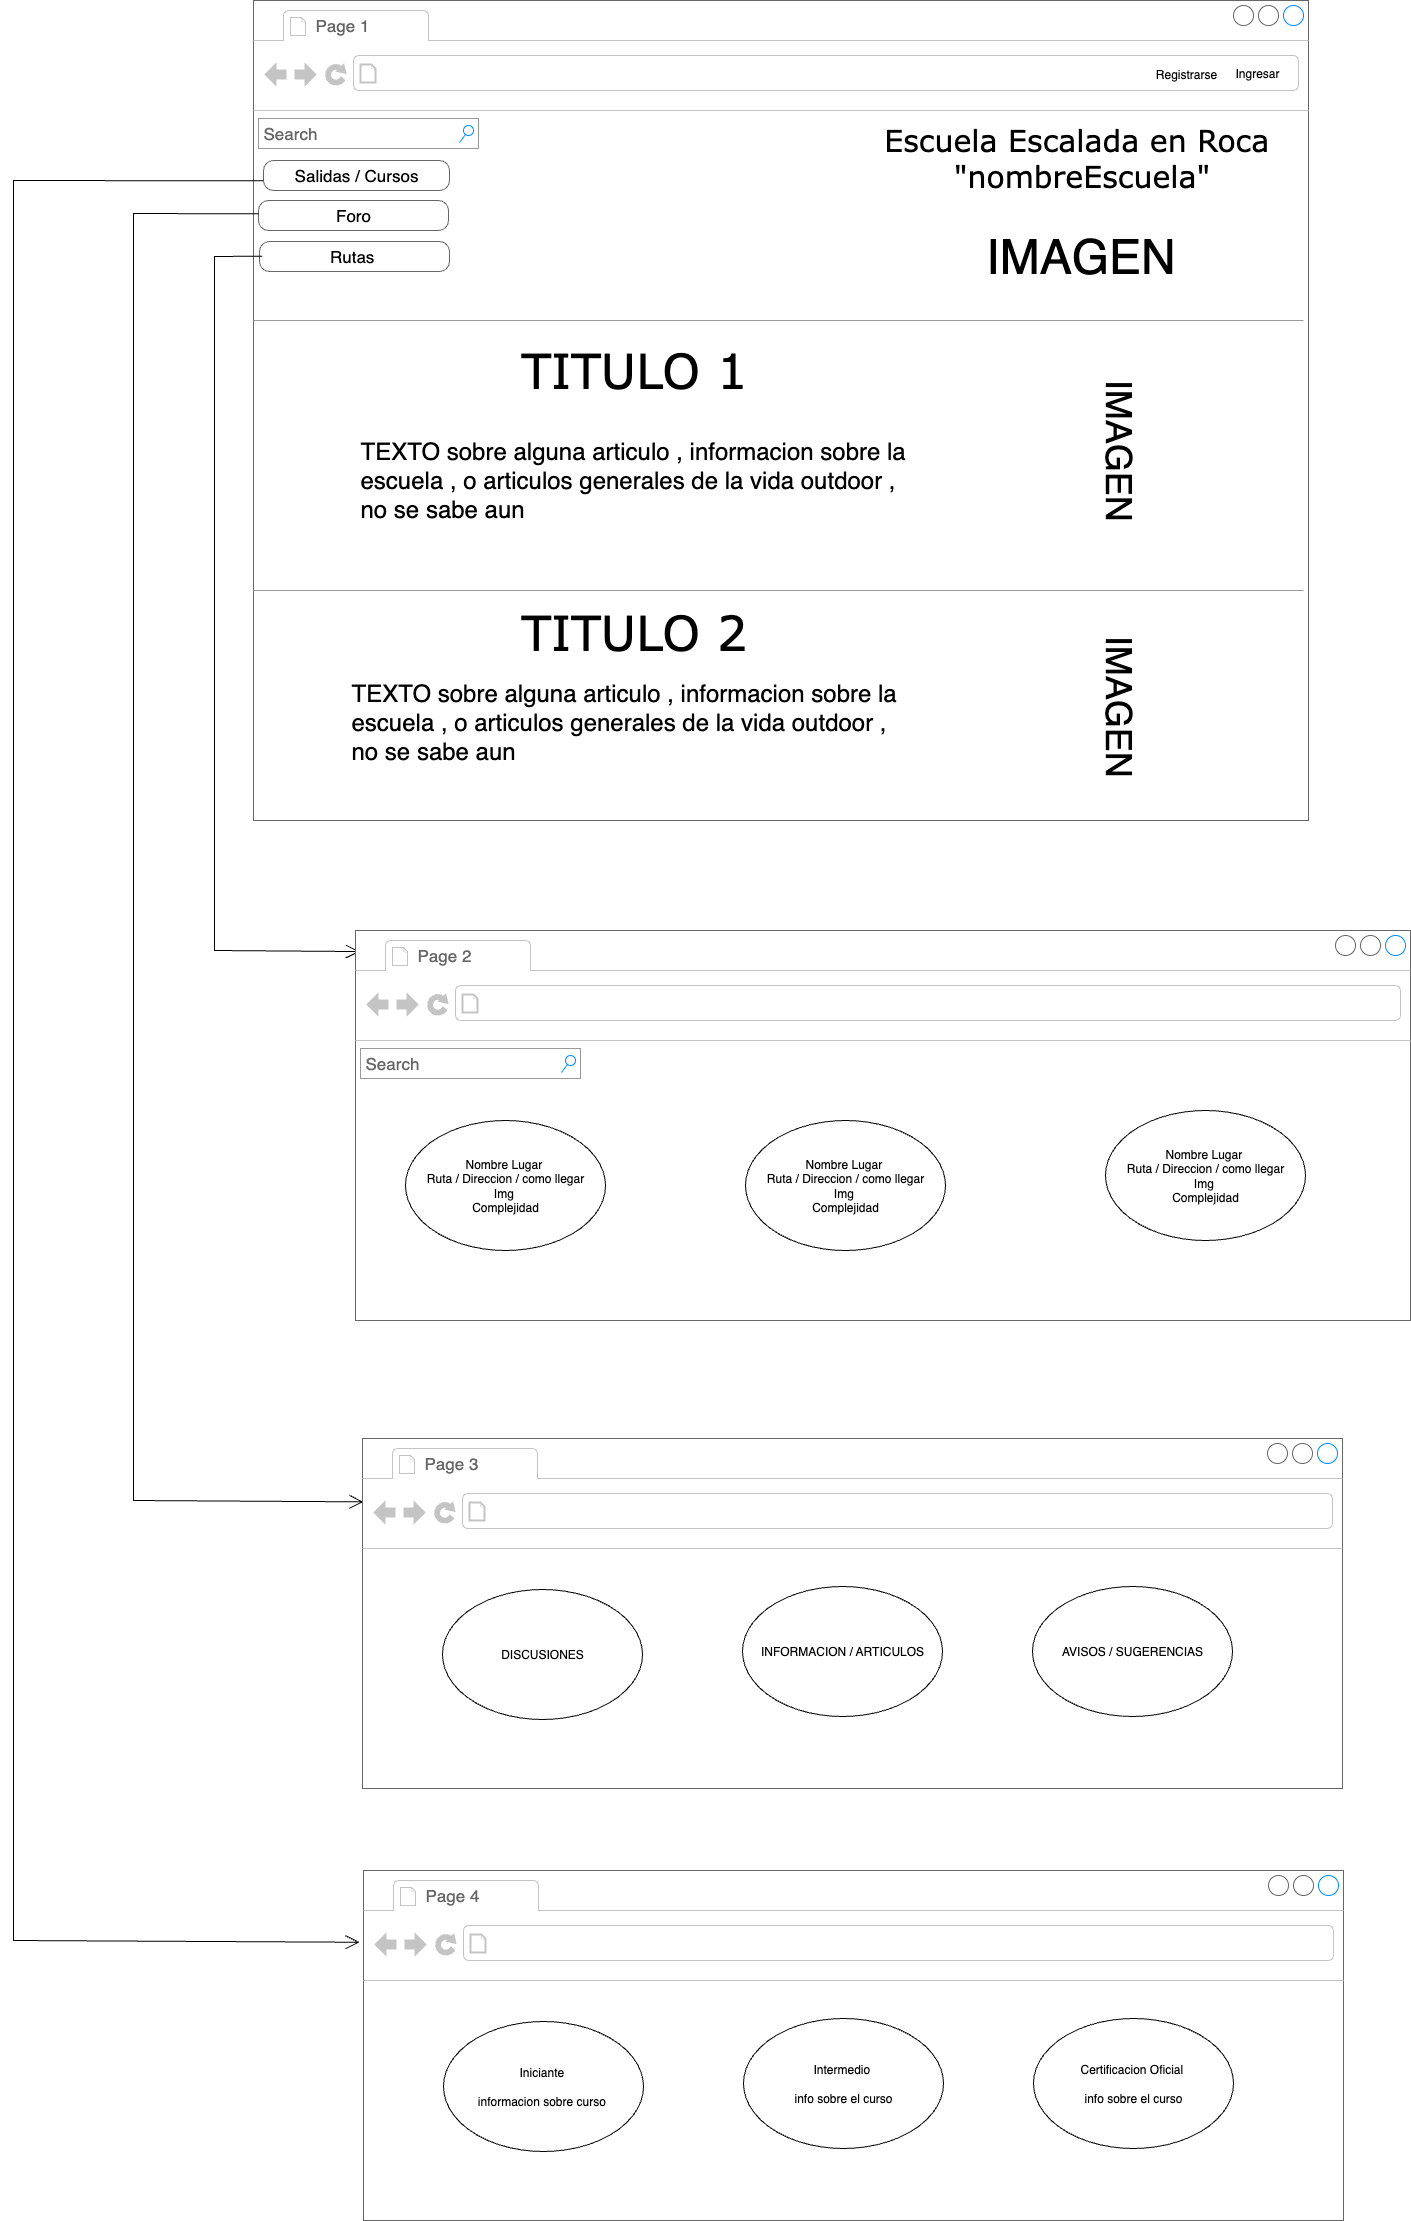 Page 1
Registrarse
Ingresar
Search
Salidas / Cursos
Foro
Rutas
Escuela Escalada en Roca
"nombreEscuela"
IMAGEN
TITULO 1
TEXTO sobre alguna articulo , informacion sobre la
escuela , o articulos generales de la vida outdoor ,
no se sabe aun
IMAGEN
TITULO 2
TEXTO sobre alguna articulo , informacion sobre la
escuela , o articulos generales de la vida outdoor ,
no se sabe aun
IMAGEN
Page 2
Search
Nombre Lugar
Ruta / Direccion / como llegar
Img
Complejidad
Nombre Lugar
Ruta / Direccion / como llegar
Img
Complejidad
Nombre Lugar
Ruta / Direccion / como llegar
Img
Complejidad
Page 3
DISCUSIONES
INFORMACION / ARTICULOS
AVISOS / SUGERENCIAS
Page 4
Iniciante
informacion sobre curso
Intermedio
info sobre el curso
Certificacion Oficial
info sobre el curso